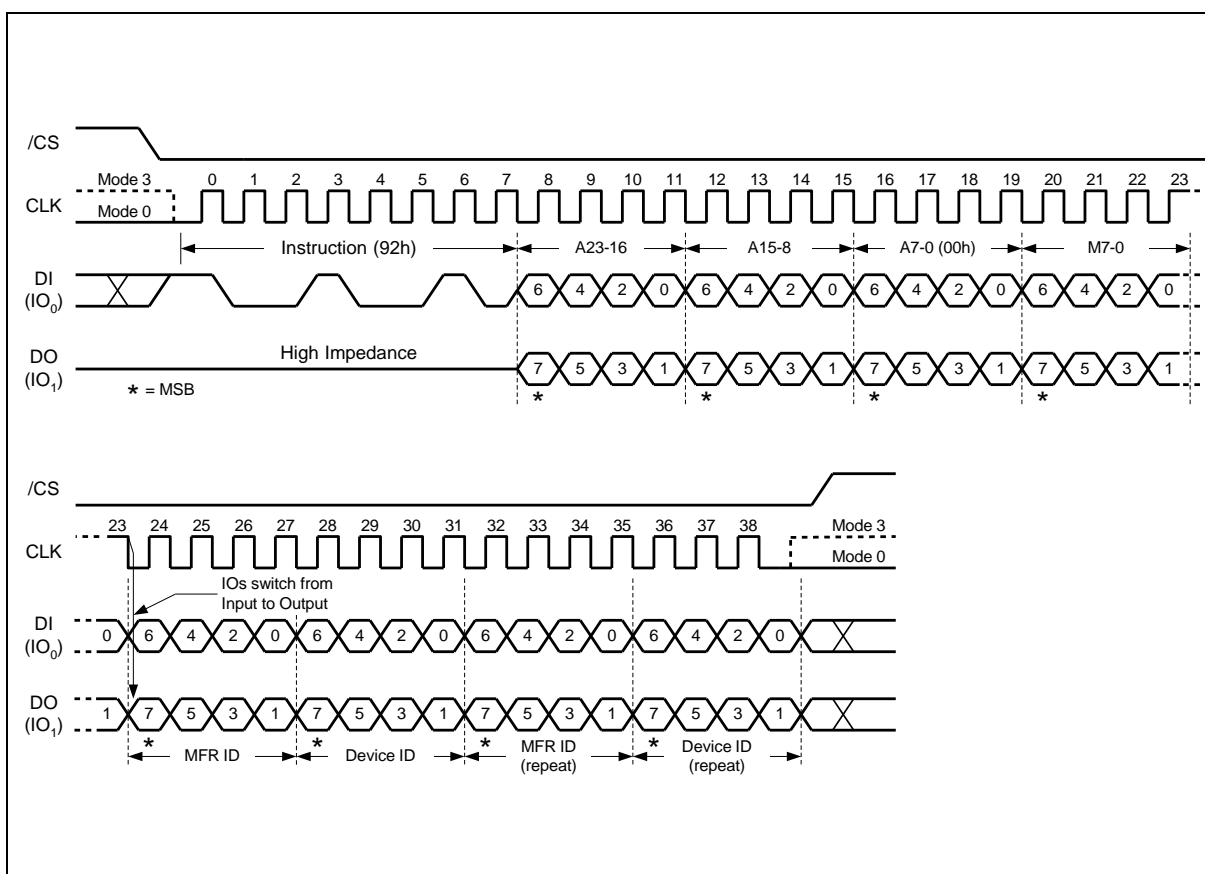 /CS
Mode 3 0 1 2 3 4 5 6 7 8 9 10 11 12 13 14 15 16 17 18 19 20 21 22 23
CLK
Mode 0
Instruction (92h) A23-16 A15-8 A7-0 (00h) M7-0
DI
(IO0)
6 4 2 0 6 4 2 0 6 4 2 0 6 4 2 0
DO
(IO1)
High Impedance
7 5 3 1 7 5 3 1 7 5 3 1 7 5 3 1
* = MSB * * * *
/CS
23 24 25 26 27 28 29 30 31 32 33 34 35 36 37 38 Mode 3
CLK
Mode 0
IOs switch from
Input to Output
DI
(IO0)
0 6 4 2 0 6 4 2 0 6 4 2 0 6 4 2 0
DO
(IO1)
1 7 5 3 1 7 5 3 1 7 5 3 1 7 5 3 1
* * * *
MFR ID Device ID MFR ID
(repeat)
Device ID
(repeat)